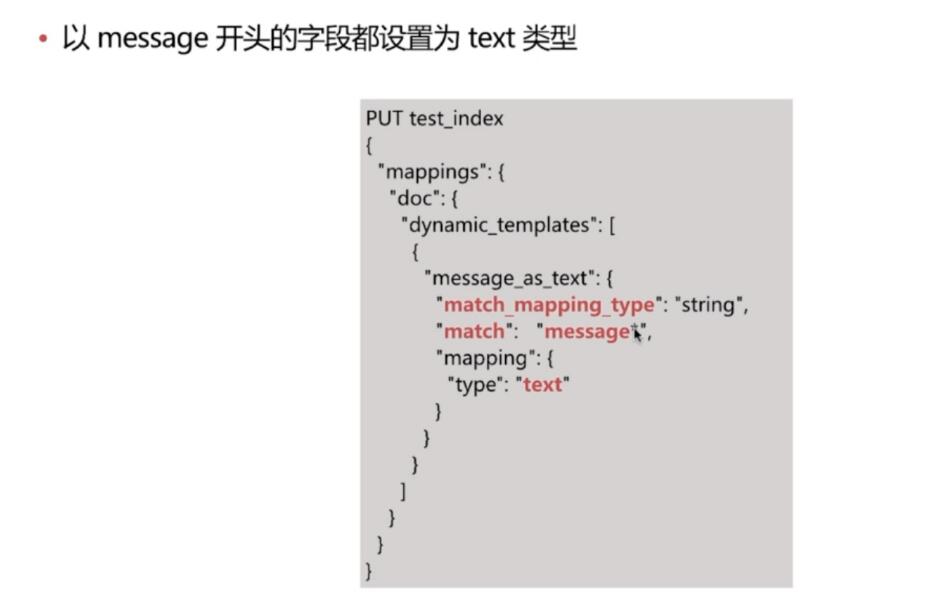 • 以 message 开头的字段都设置为 text 类型
PUT test_index
{
"mappings": {
"doc": {
"dynamic_templates": [
{
"message_as_text": {
"match_mapping_type": "string",
"match": "message*",
"mapping": {
"type": "text"
}
}
}
]
}
}
}